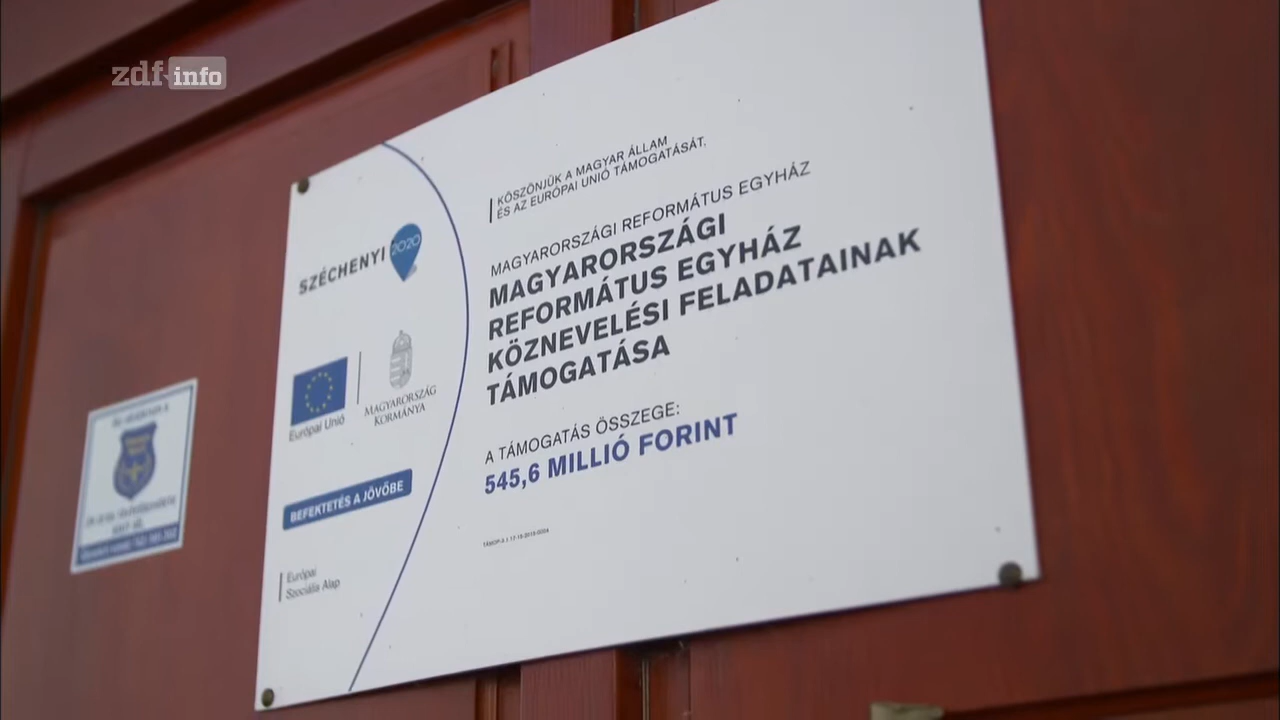 zdf info
KÖSZÖNJÜK A MAGYAR ÁLLAM
ÉS AZ EURÓPAI UNIÓ TÁMOGATÁSÁT.
MAGYARORSZÁGI REFORMÁTUS EGYHÁZ
MAGYARORSZÁGI
REFORMÁTUS EGYHÁZ
KÖZNEVELÉSI FELADATAINAK
TÁMOGATÁSA
A TÁMOGATÁS ÖSSZEGE:
545,6 MILLIÓ FORINT
SZÉCHENYI 2020
Európai Unió
MAGYARORSZÁG
KORMÁNYA
BEFEKTETÉS A JÖVŐBE
Európai
Szociális Alap